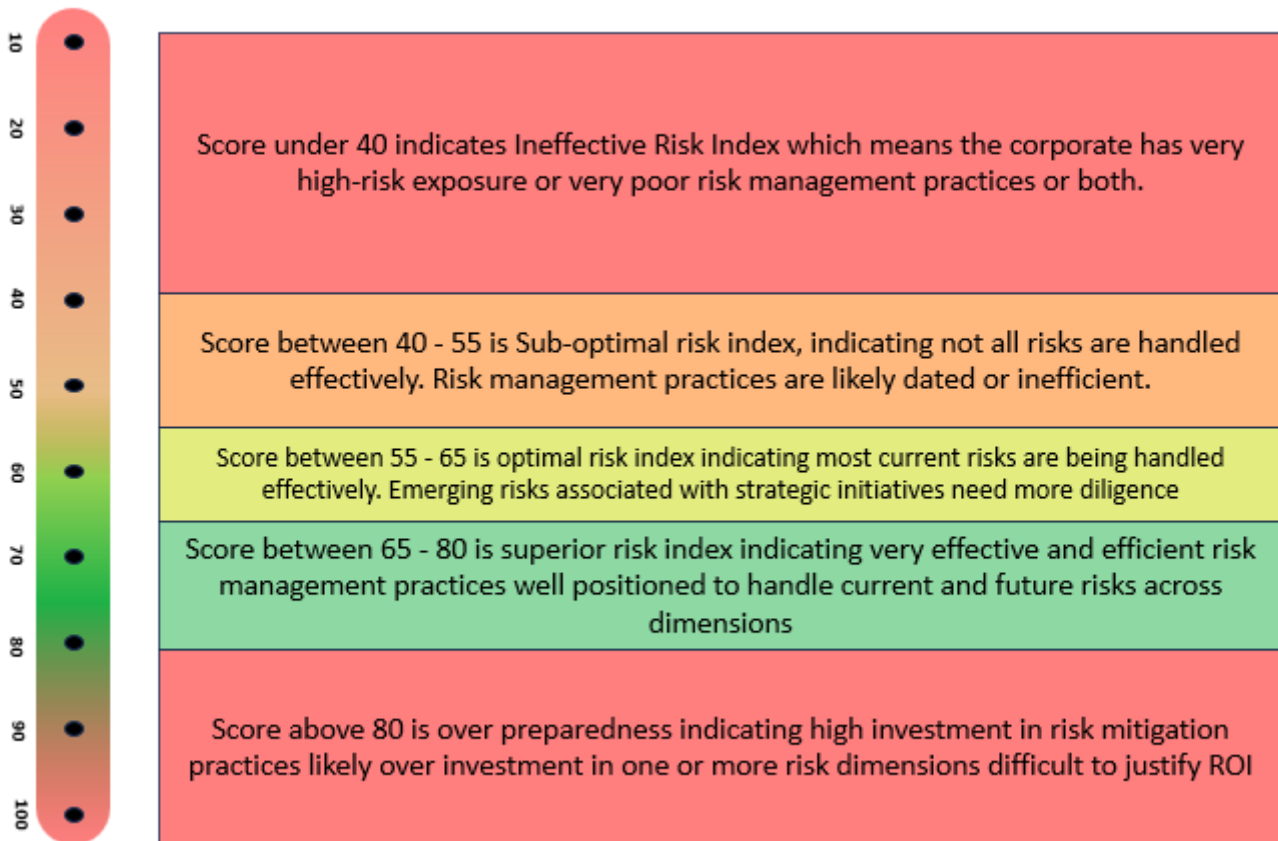 10
20
30
40
50
60
70
80
90
100
Score under 40 indicates Ineffective Risk Index which means the corporate has very
high-risk exposure or very poor risk management practices or both.
Score between 40 - 55 is Sub-optimal risk index, indicating not all risks are handled
effectively. Risk management practices are likely dated or inefficient.
Score between 55 - 65 is optimal risk index indicating most current risks are being handled
effectively. Emerging risks associated with strategic initiatives need more diligence
Score between 65 - 80 is superior risk index indicating very effective and efficient risk
management practices well positioned to handle current and future risks across
dimensions
Score above 80 is over preparedness indicating high investment in risk mitigation
practices likely over investment in one or more risk dimensions difficult to justify ROI